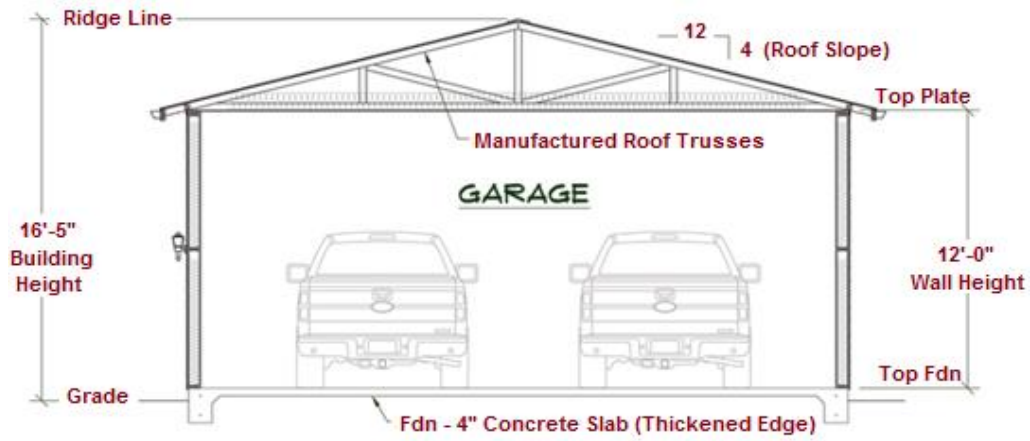 Ridge Line
12
4 (Roof Slope)
Top Plate
Manufactured Roof Trusses
GARAGE
16'-5"
Building
Height
12'-0"
Wall Height
Top Fdn
Grade
Fdn - 4" Concrete Slab (Thickened Edge)